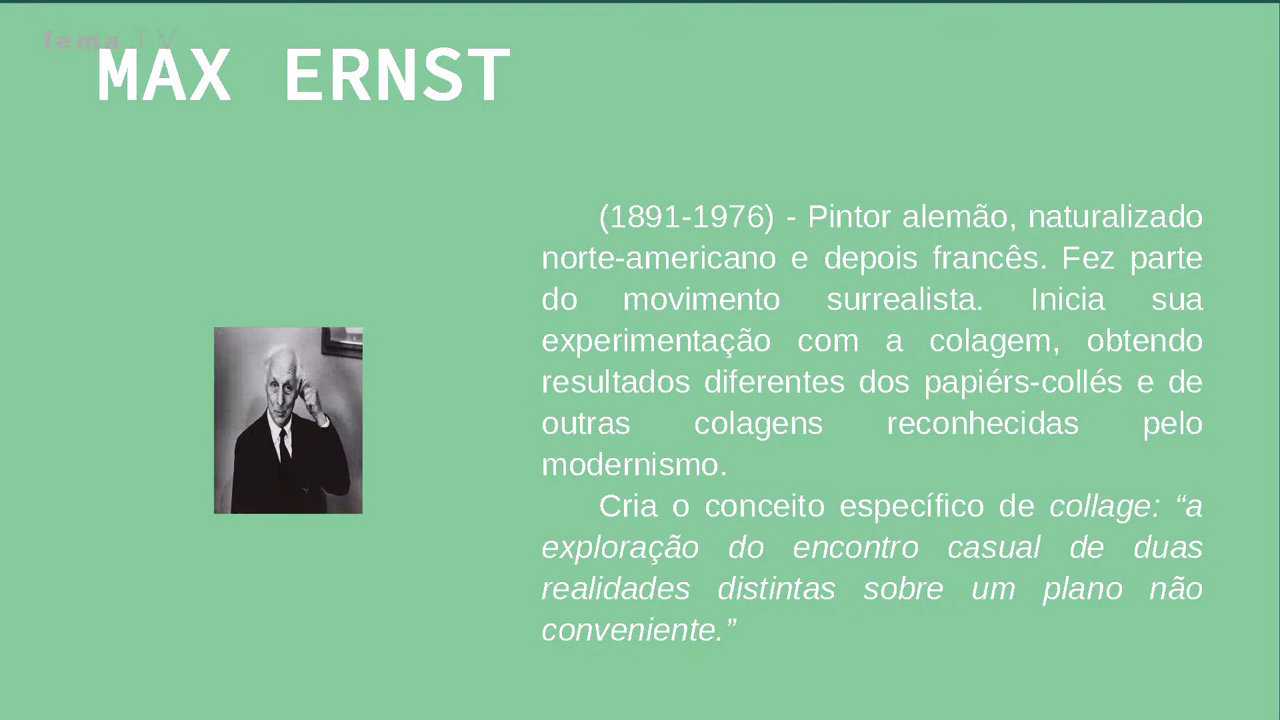 fema TV
MAX ERNST
(1891-1976) - Pintor alemão, naturalizado
norte-americano e depois francês. Fez parte
do movimento surrealista. Inicia sua
experimentação com a colagem, obtendo
resultados diferentes dos papiérs-collés e de
outras colagens reconhecidas pelo
modernismo.
Cria o conceito específico de collage: “a
exploração do encontro casual de duas
realidades distintas sobre um plano não
conveniente.”